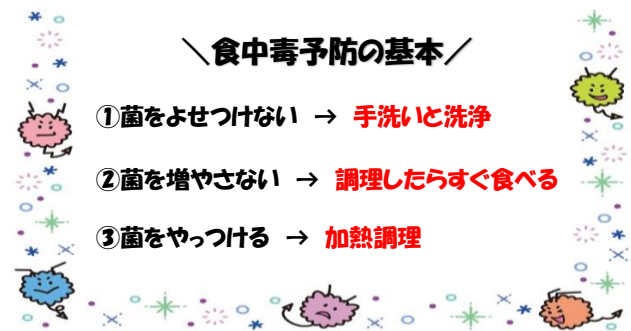 ＼食中毒予防の基本／
①菌をよせつけない → 手洗いと洗浄
②菌を増やさない → 調理したらすぐ食べる
③菌をやっつける → 加熱調理